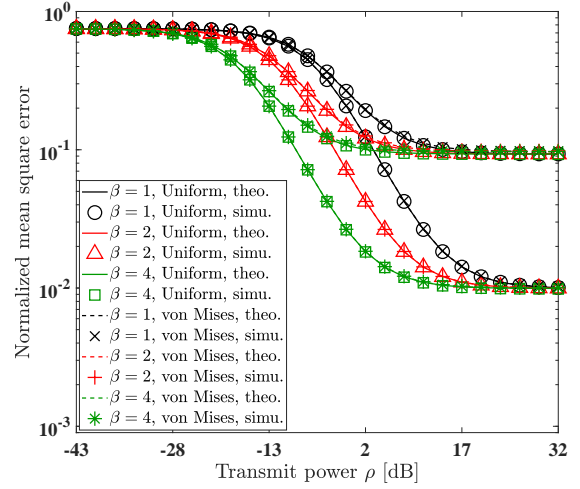 10^0
10^-1
10^-2
10^-3
Normalized mean square error
β = 1, Uniform, theo.
β = 1, Uniform, simu.
β = 2, Uniform, theo.
β = 2, Uniform, simu.
β = 4, Uniform, theo.
β = 4, Uniform, simu.
β = 1, von Mises, theo.
β = 1, von Mises, simu.
β = 2, von Mises, theo.
β = 2, von Mises, simu.
β = 4, von Mises, theo.
β = 4, von Mises, simu.
-43 -28 -13 2 17 32
Transmit power ρ [dB]